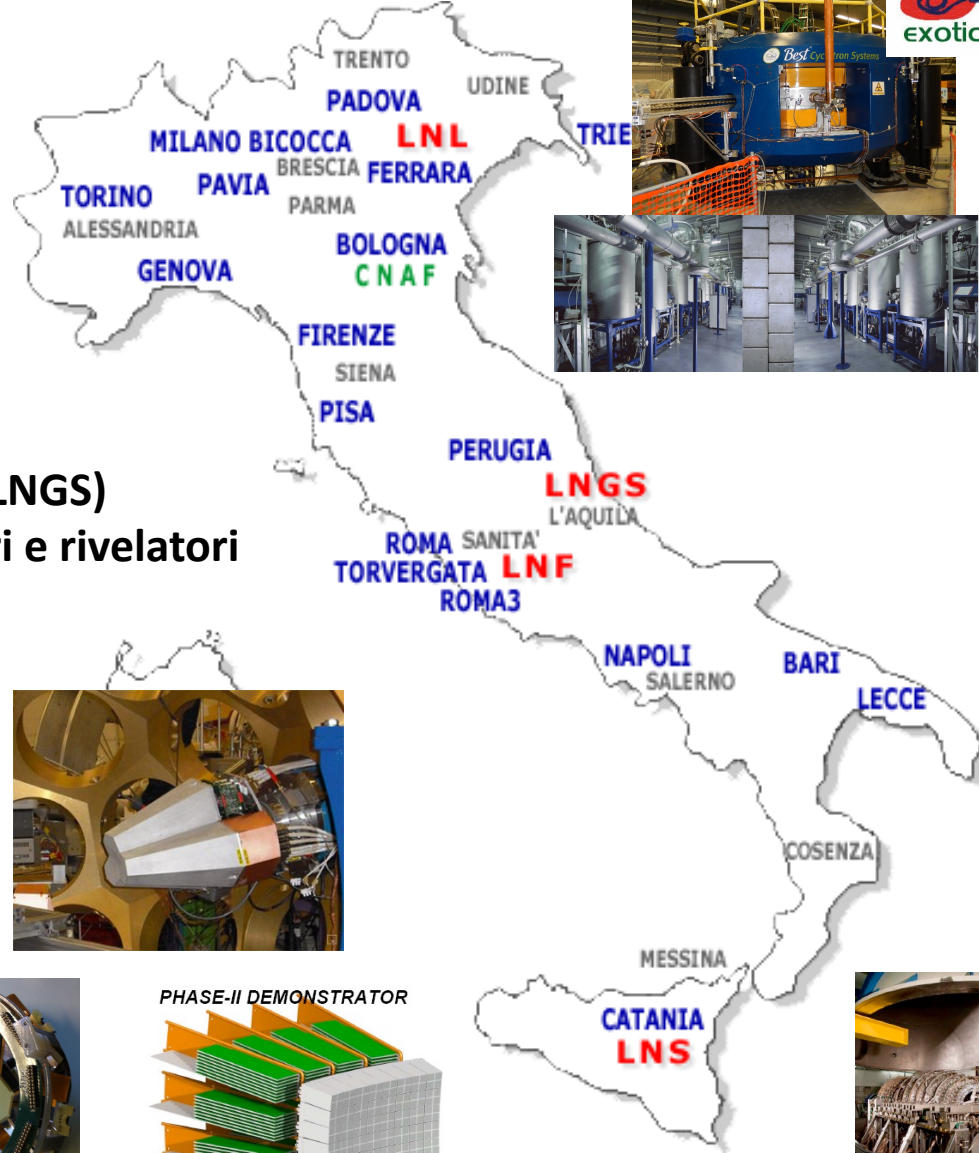 exotic
Best Cyclotron Systems
TRENTO
UDINE
PADOVA
LNL
TRIE
MILANO BICOCCA
BRESCIA
FERRARA
TORINO
PAVIA
PARMA
ALESSANDRIA
BOLOGNA
CNAF
GENOVA
FIRENZE
SIENA
PISA
PERUGIA
LNGS
L'AQUILA
LNGS)
ri e rivelatori
ROMA
SANITA'
TORVERGATA
LNF
ROMA3
NAPOLI
SALERNO
BARI
LECCE
COSENZA
MESSINA
CATANIA
LNS
PHASE-II DEMONSTRATOR